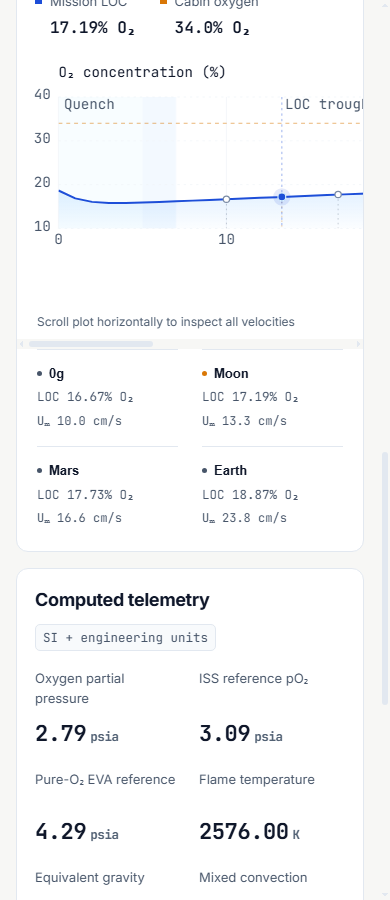 Mission LOC Cabin oxygen
17.19% O₂ 34.0% O₂
O₂ concentration (%)
40
Quench LOC trough
30
20
10
0 10
Scroll plot horizontally to inspect all velocities
0g Moon
LOC 16.67% O₂ LOC 17.19% O₂
Uₘ 10.0 cm/s Uₘ 13.3 cm/s
Mars Earth
LOC 17.73% O₂ LOC 18.87% O₂
Uₘ 16.6 cm/s Uₘ 23.8 cm/s
Computed telemetry
SI + engineering units
Oxygen partial pressure ISS reference pO₂
2.79 psia 3.09 psia
Pure-O₂ EVA reference Flame temperature
4.29 psia 2576.00 K
Equivalent gravity Mixed convection